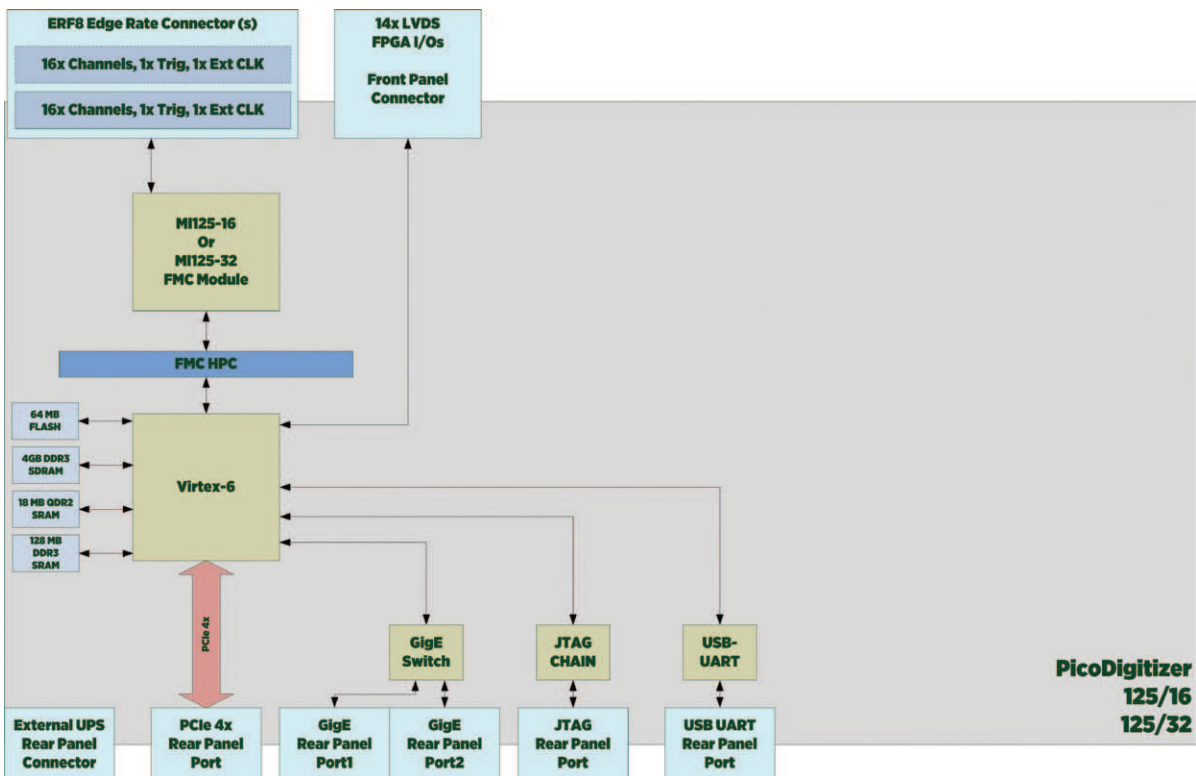 ERF8 Edge Rate Connector (s)
16x Channels, 1x Trig, 1x Ext CLK
16x Channels, 1x Trig, 1x Ext CLK
14x LVDS
FPGA I/Os
Front Panel
Connector
MI125-16
Or
MI125-32
FMC Module
FMC HPC
64 MB
FLASH
4GB DDR3
SDRAM
18 MB QDR2
SRAM
128 MB
DDR3
SRAM
Virtex-6
PCIe 4x
GigE
Switch
JTAG
CHAIN
USB-
UART
PicoDigitizer
125/16
125/32
External UPS
Rear Panel
Connector
PCIe 4x
Rear Panel
Port
GigE
Rear Panel
Port1
GigE
Rear Panel
Port2
JTAG
Rear Panel
Port
USB UART
Rear Panel
Port